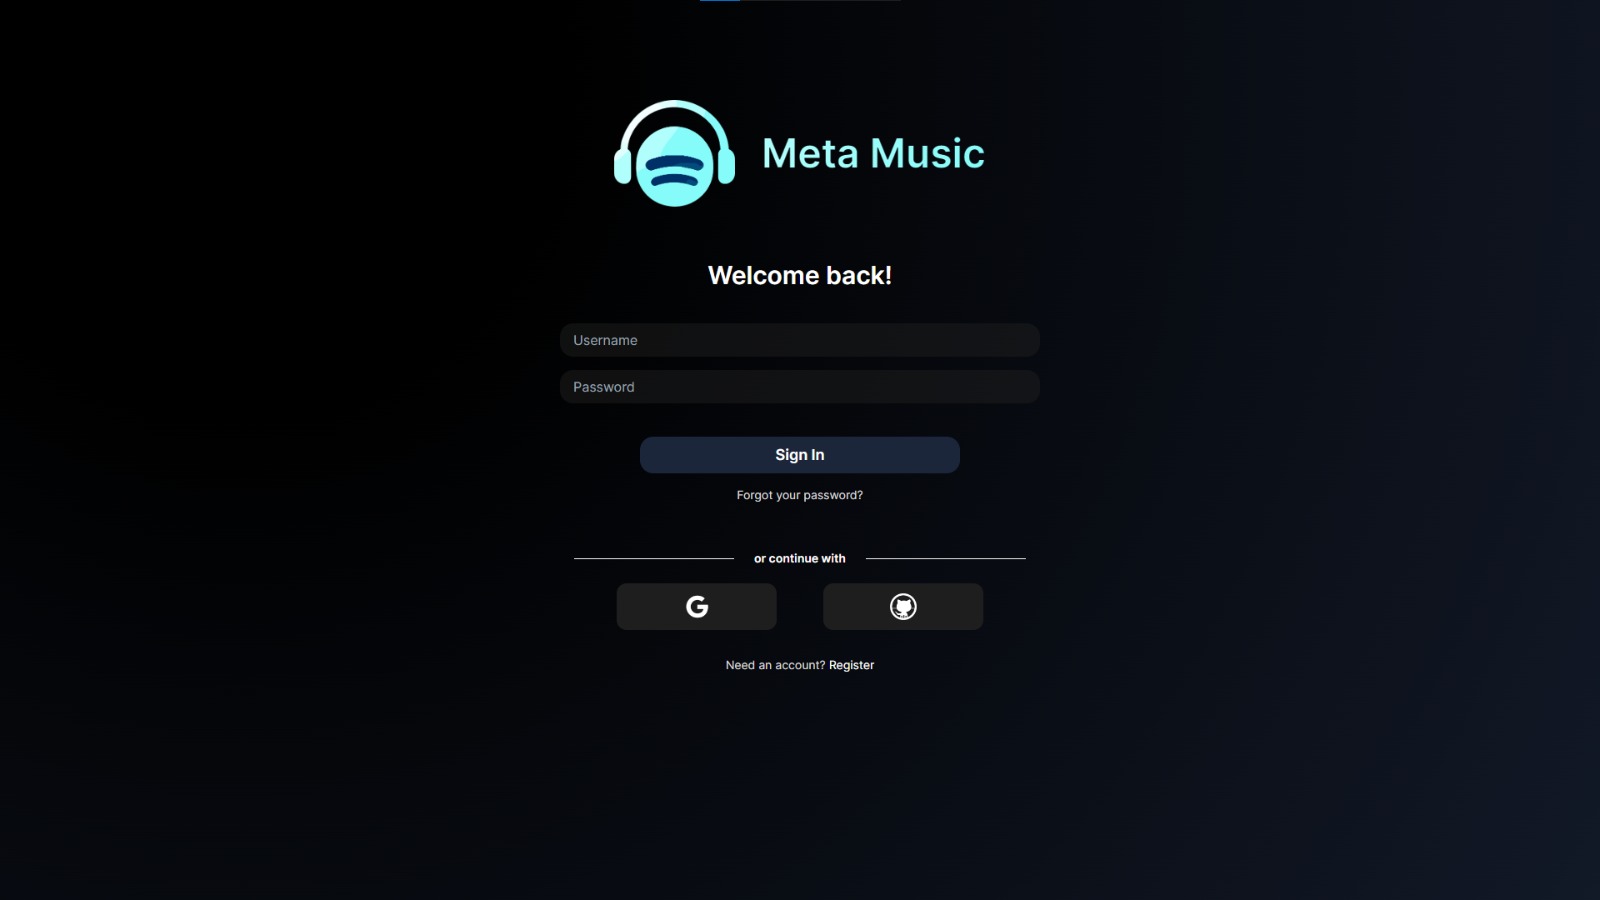 Meta Music
Welcome back!
Username
Password
Sign In
Forgot your password?
or continue with
G
Need an account? Register